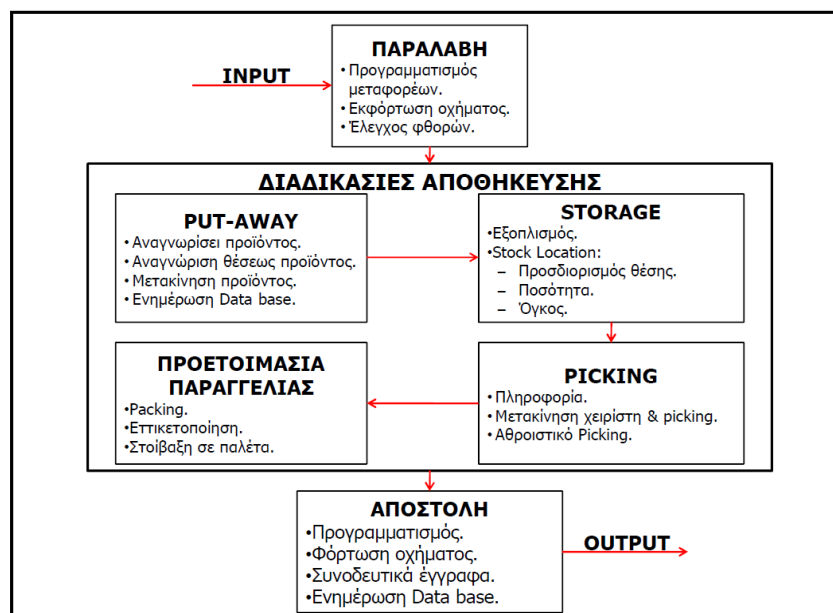 ΠΑΡΑΛΑΒΗ
INPUT
• Προγραμματισμός
μεταφορέων.
• Εκφόρτωση οχήματος.
• Έλεγχος φθορών.
ΔΙΑΔΙΚΑΣΙΕΣ ΑΠΟΘΗΚΕΥΣΗΣ
PUT-AWAY
• Αναγνωρίσει προϊόντος.
• Αναγνώριση θέσεως προϊόντος.
• Μετακίνηση προϊόντος.
• Ενημέρωση Data base.
STORAGE
• Εξοπλισμός.
• Stock Location:
– Προσδιορισμός θέσης.
– Ποσότητα.
– Όγκος.
PICKING
• Πληροφορία.
• Μετακίνηση χειρίστη & picking.
• Αθροιστικό Picking.
ΠΡΟΕΤΟΙΜΑΣΙΑ
ΠΑΡΑΓΓΕΛΙΑΣ
• Packing.
• Εττικετοποίηση.
• Στοίβαξη σε παλέτα.
ΑΠΟΣΤΟΛΗ
• Προγραμματισμός.
• Φόρτωση οχήματος.
• Συνοδευτικά έγγραφα.
• Ενημέρωση Data base.
OUTPUT